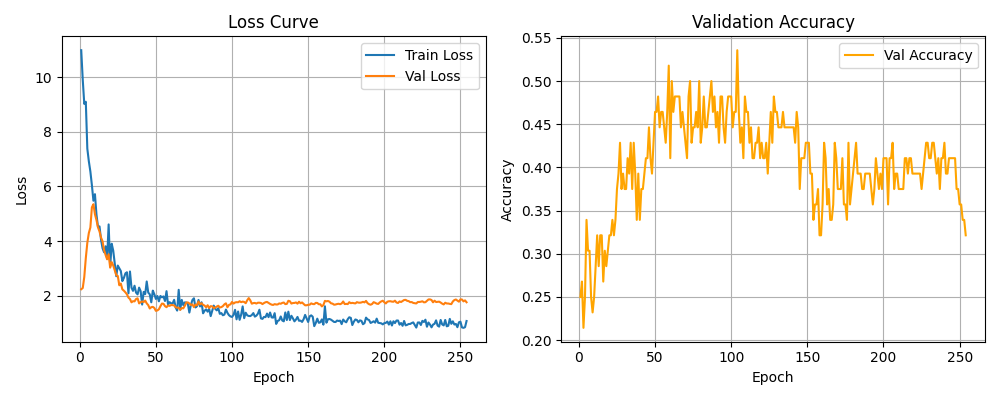 Loss Curve
Train Loss
Val Loss
10
8
6
4
2
Loss
0
50
100
150
200
250
Epoch
Validation Accuracy
Val Accuracy
0.55
0.50
0.45
0.40
0.35
0.30
0.25
0.20
Accuracy
0
50
100
150
200
250
Epoch